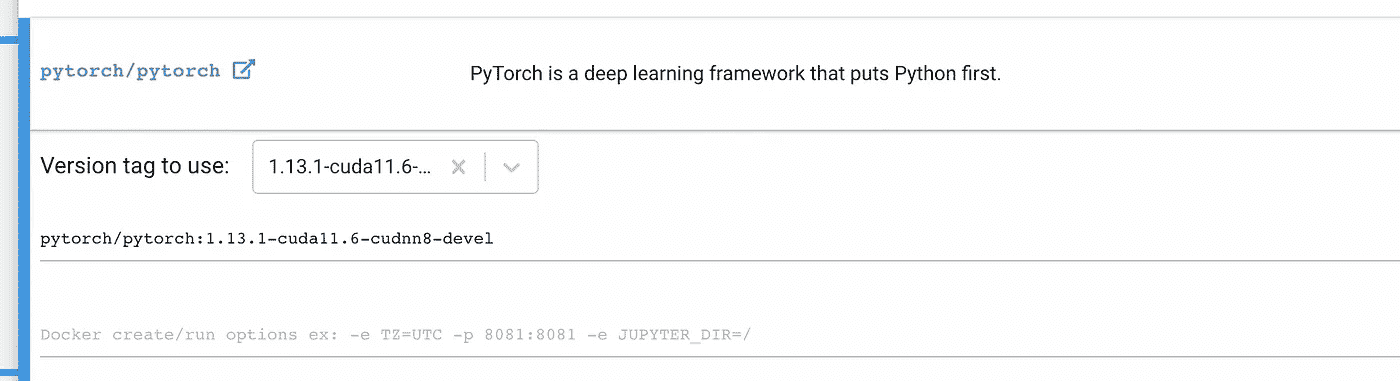 pytorch/pytorch
PyTorch is a deep learning framework that puts Python first.
Version tag to use: 1.13.1-cuda11.6-...
pytorch/pytorch:1.13.1-cuda11.6-cudnn8-devel
Docker create/run options ex: -e TZ=UTC -p 8081:8081 -e JUPYTER_DIR=/